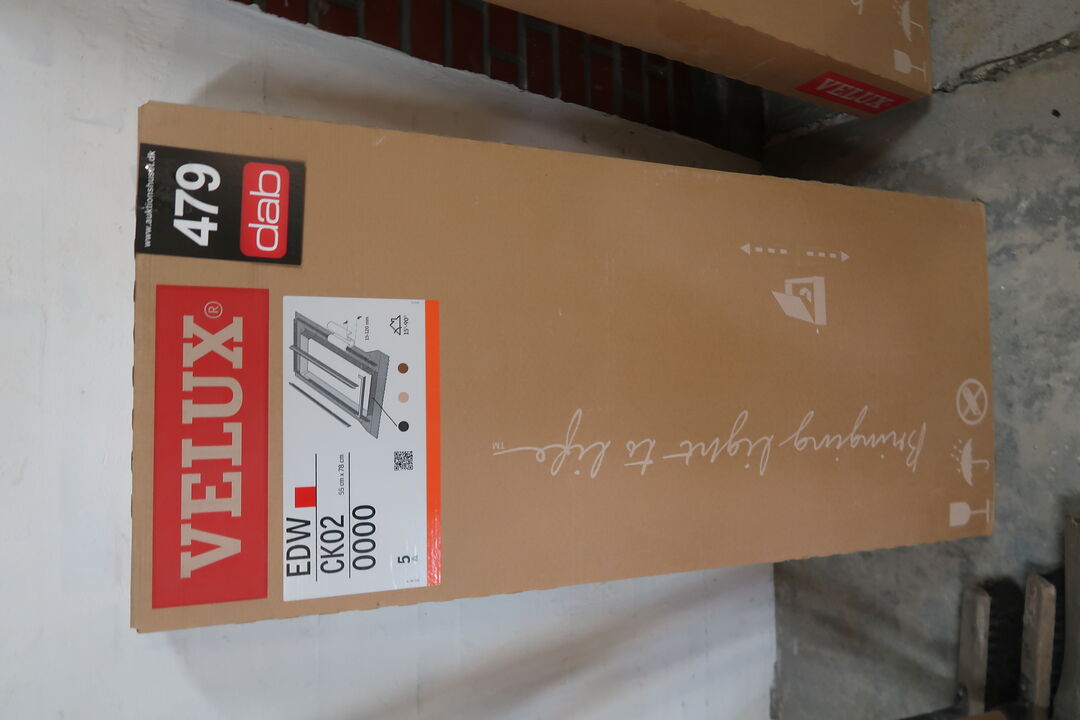 www.auktionshuset.dk
479
dab
VELUX®
EDW
CK02
55 cm x 78 cm
0000
5
15-120 mm
15°-90°
Bringing light to life
TM
VELUX